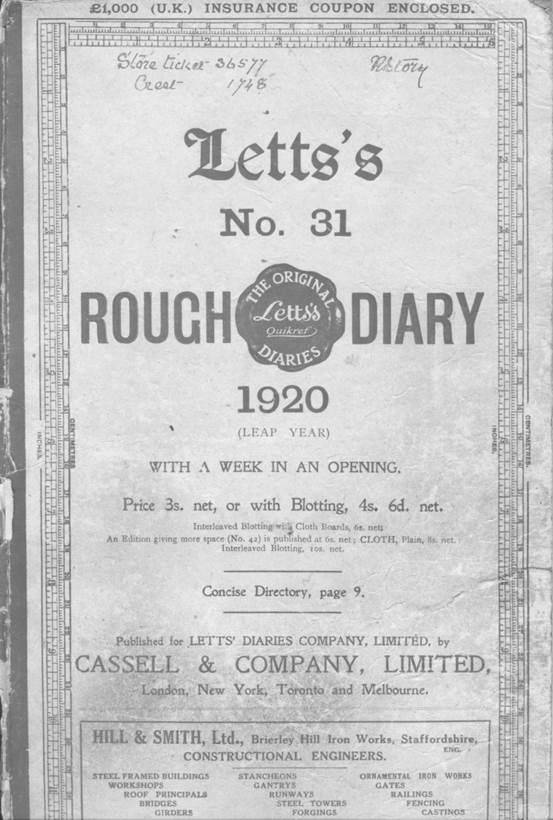 £1,000 (U.K.) INSURANCE COUPON ENCLOSED.
Store ticket 36577
Crest 1748
Letts's
No. 31
ROUGH DIARY
THE ORIGINAL
Letts's
Quikref
DIARIES
1920
(LEAP YEAR)
WITH A WEEK IN AN OPENING.
Price 3s. net, or with Blotting, 4s. 6d. net.
Interleaved Blotting with Cloth Boards, 6s. net;
An Edition giving more space (No. 42) is published at 6s. net; CLOTH, Plain, 8s. net.
Interleaved Blotting, 10s. net.
Concise Directory, page 9.
Published for LETTS' DIARIES COMPANY, LIMITED, by
CASSELL & COMPANY, LIMITED,
London, New York, Toronto and Melbourne.
INCHES.
CENTIMETRES
INCHES.
CENTIMETRES.
HILL & SMITH, Ltd., Brierley Hill Iron Works, Staffordshire,
ENG.
CONSTRUCTIONAL ENGINEERS.
STEEL FRAMED BUILDINGS STANCHEONS ORNAMENTAL IRON WORKS
WORKSHOPS GANTRYS GATES
ROOF PRINCIPALS RUNWAYS RAILINGS
BRIDGES STEEL TOWERS FENCING
GIRDERS FORGINGS CASTINGS